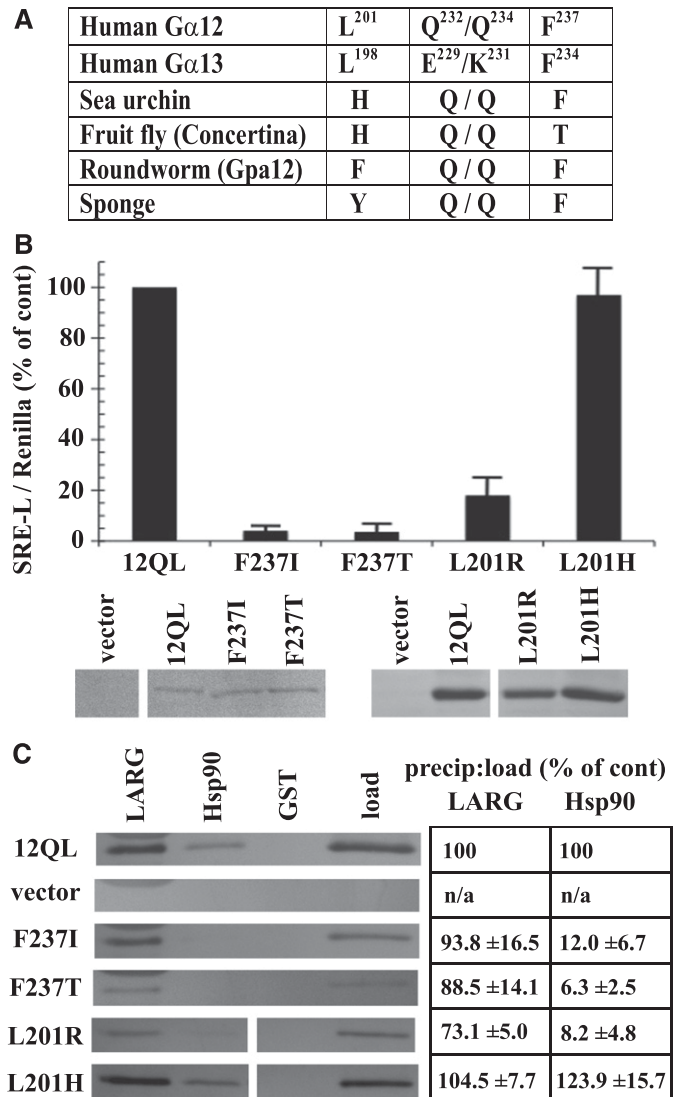 A
Human Gα12 L²⁰¹ Q²³²/Q²³⁴ F²³⁷
Human Gα13 L¹⁹⁸ E²²⁹/K²³¹ F²³⁴
Sea urchin H Q / Q F
Fruit fly (Concertina) H Q / Q T
Roundworm (Gpa12) F Q / Q F
Sponge Y Q / Q F
B
SRE-L / Renilla (% of cont)
100
80
60
40
20
0
12QL F237I F237T L201R L201H
vector 12QL F237I F237T vector 12QL L201R L201H
C
LARG Hsp90 GST load
precip:load (% of cont)
LARG Hsp90
12QL 100 100
vector n/a n/a
F237I 93.8 ±16.5 12.0 ±6.7
F237T 88.5 ±14.1 6.3 ±2.5
L201R 73.1 ±5.0 8.2 ±4.8
L201H 104.5 ±7.7 123.9 ±15.7